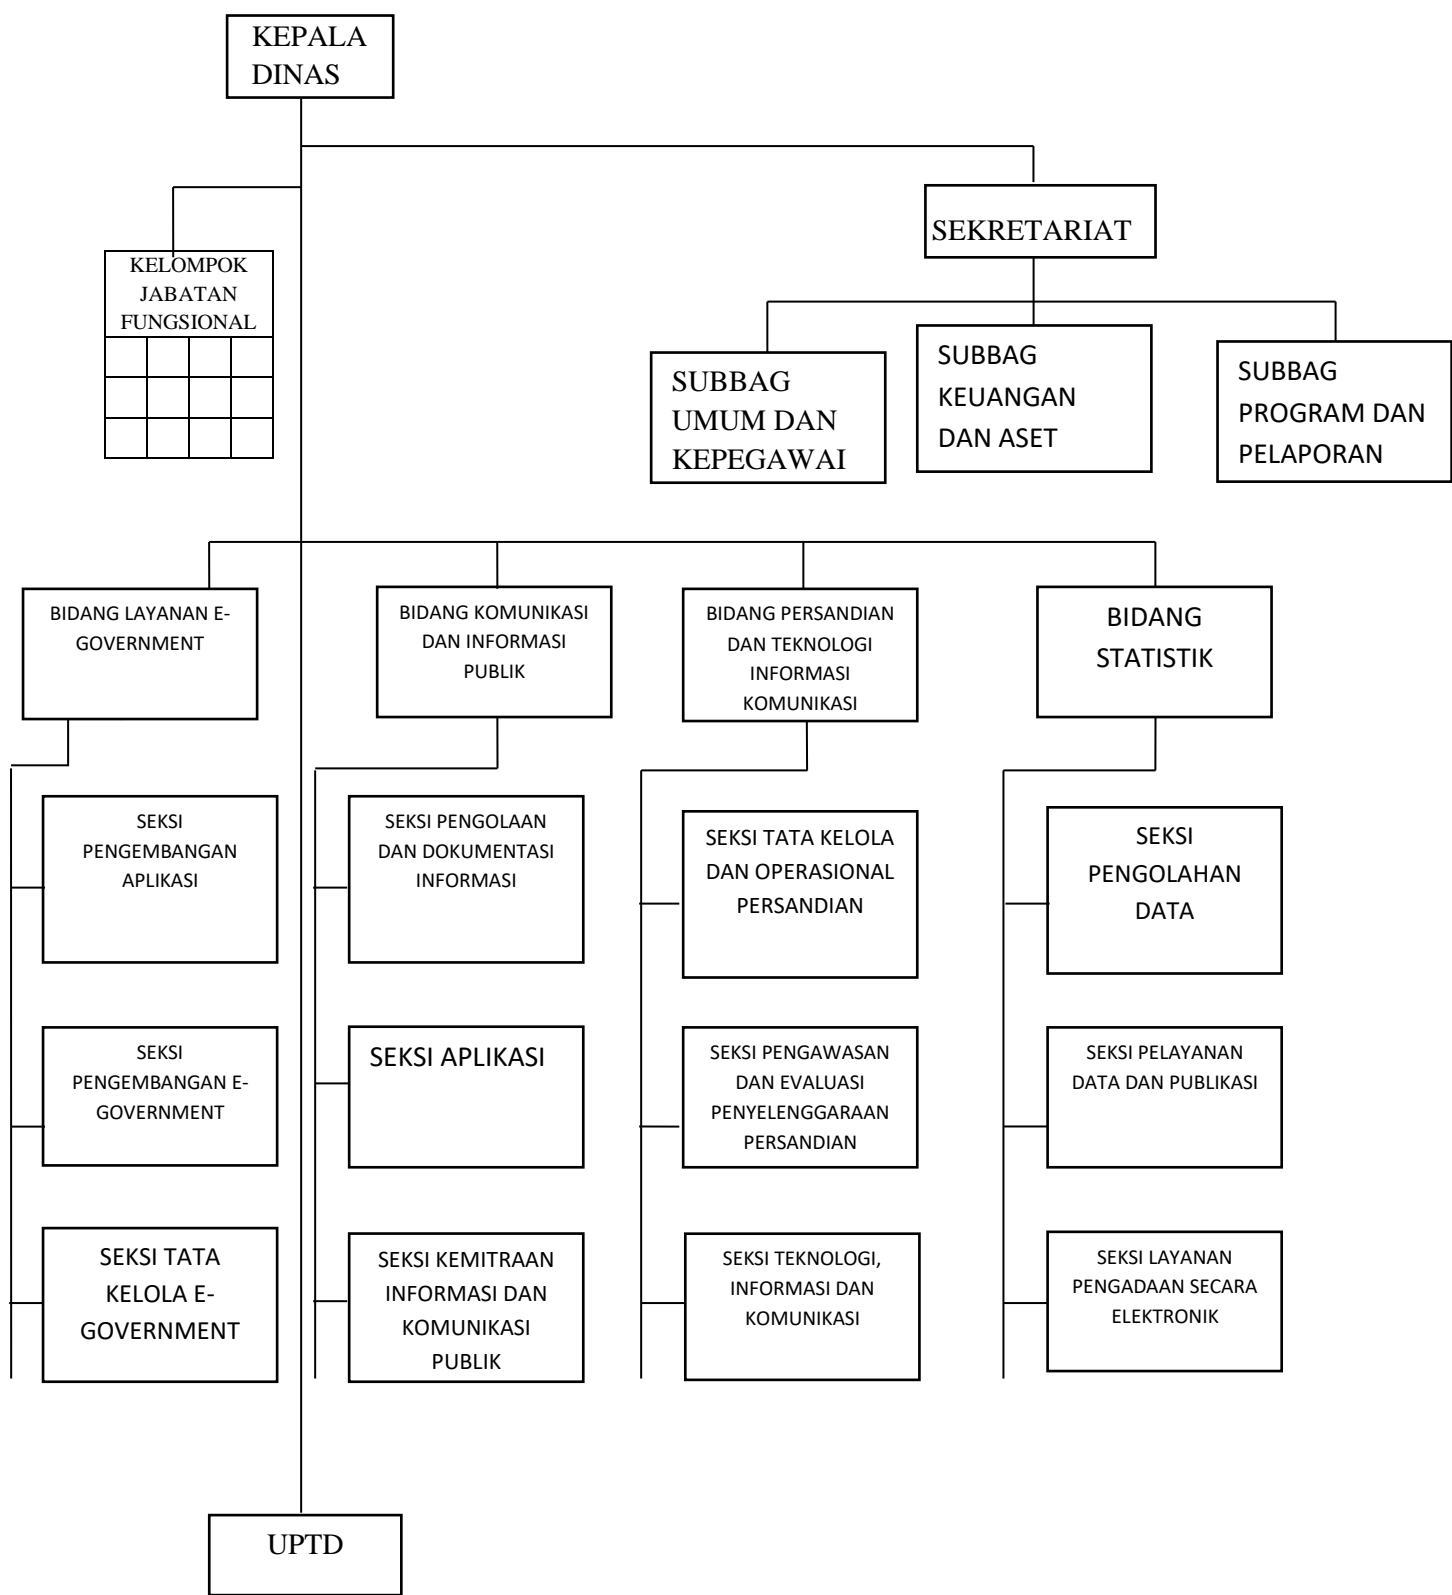 KEPALA
DINAS
SEKRETARIAT
KELOMPOK
JABATAN
FUNGSIONAL
SUBBAG
UMUM DAN
KEPEGAWAI
SUBBAG
KEUANGAN
DAN ASET
SUBBAG
PROGRAM DAN
PELAPORAN
BIDANG LAYANAN E-
GOVERNMENT
BIDANG KOMUNIKASI
DAN INFORMASI
PUBLIK
BIDANG PERSANDIAN
DAN TEKNOLOGI
INFORMASI
KOMUNIKASI
BIDANG
STATISTIK
SEKSI
PENGEMBANGAN
APLIKASI
SEKSI PENGOLAAN
DAN DOKUMENTASI
INFORMASI
SEKSI TATA KELOLA
DAN OPERASIONAL
PERSANDIAN
SEKSI
PENGOLAHAN
DATA
SEKSI
PENGEMBANGAN E-
GOVERNMENT
SEKSI APLIKASI
SEKSI PENGAWASAN
DAN EVALUASI
PENYELENGGARAAN
PERSANDIAN
SEKSI PELAYANAN
DATA DAN PUBLIKASI
SEKSI TATA
KELOLA E-
GOVERNMENT
SEKSI KEMITRAAN
INFORMASI DAN
KOMUNIKASI
PUBLIK
SEKSI TEKNOLOGI,
INFORMASI DAN
KOMUNIKASI
SEKSI LAYANAN
PENGADAAN SECARA
ELEKTRONIK
UPTD